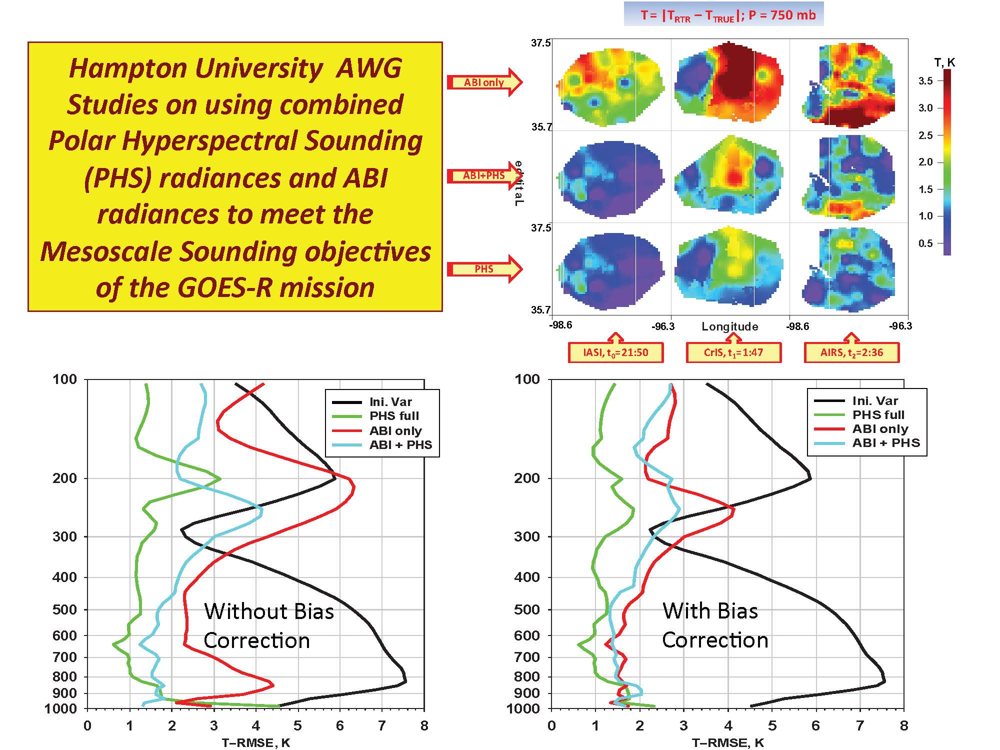 T = |TRTR – TTRUE|; P = 750 mb
Hampton University AWG
Studies on using combined
Polar Hyperspectral Sounding
(PHS) radiances and ABI
radiances to meet the
Mesoscale Sounding objectives
of the GOES-R mission
ABI only
ABI+PHS
PHS
37.5
35.7
37.5
35.7
Latitude
-98.6
-96.3
Longitude
-98.6
-96.3
T, K
3.5
3.0
2.5
2.0
1.5
1.0
0.5
IASI, t0=21:50
CrIS, t1=1:47
AIRS, t2=2:36
100
200
300
400
500
600
700
800
900
1000
0 1 2 3 4 5 6 7 8
T–RMSE, K
Ini. Var
PHS full
ABI only
ABI + PHS
Without Bias
Correction
100
200
300
400
500
600
700
800
900
1000
0 1 2 3 4 5 6 7 8
T–RMSE, K
Ini. Var
PHS full
ABI only
ABI + PHS
With Bias
Correction